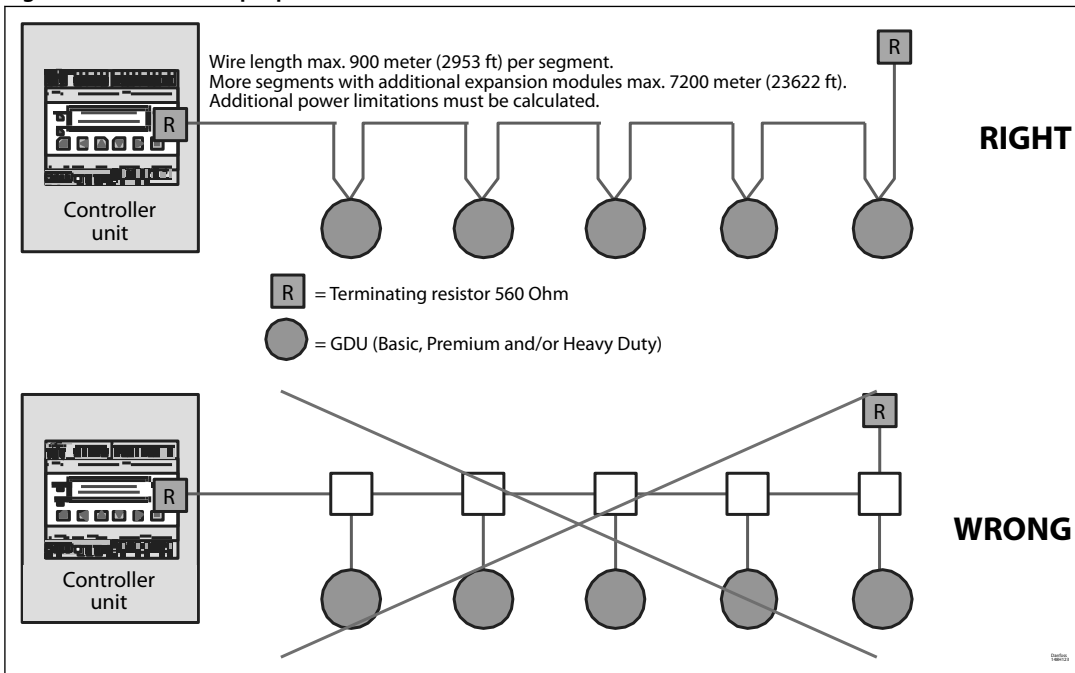 Wire length max. 900 meter (2953 ft) per segment.
More segments with additional expansion modules max. 7200 meter (23622 ft).
Additional power limitations must be calculated.
R
R
RIGHT
Controller
unit
R = Terminating resistor 560 Ohm
= GDU (Basic, Premium and/or Heavy Duty)
R
R
WRONG
Controller
unit
Danfoss